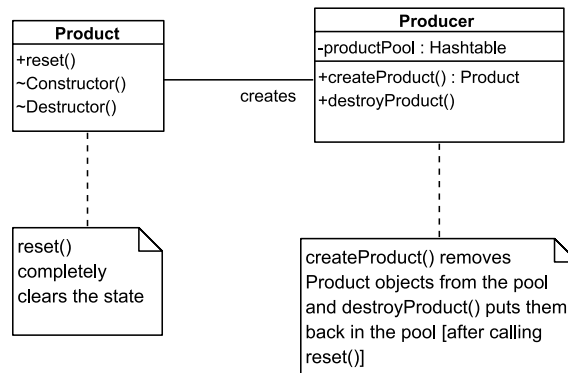 Product
+reset()
~Constructor()
~Destructor()
creates
Producer
-productPool : Hashtable
+createProduct() : Product
+destroyProduct()
reset()
completely
clears the state
createProduct() removes
Product objects from the pool
and destroyProduct() puts them
back in the pool [after calling
reset()]